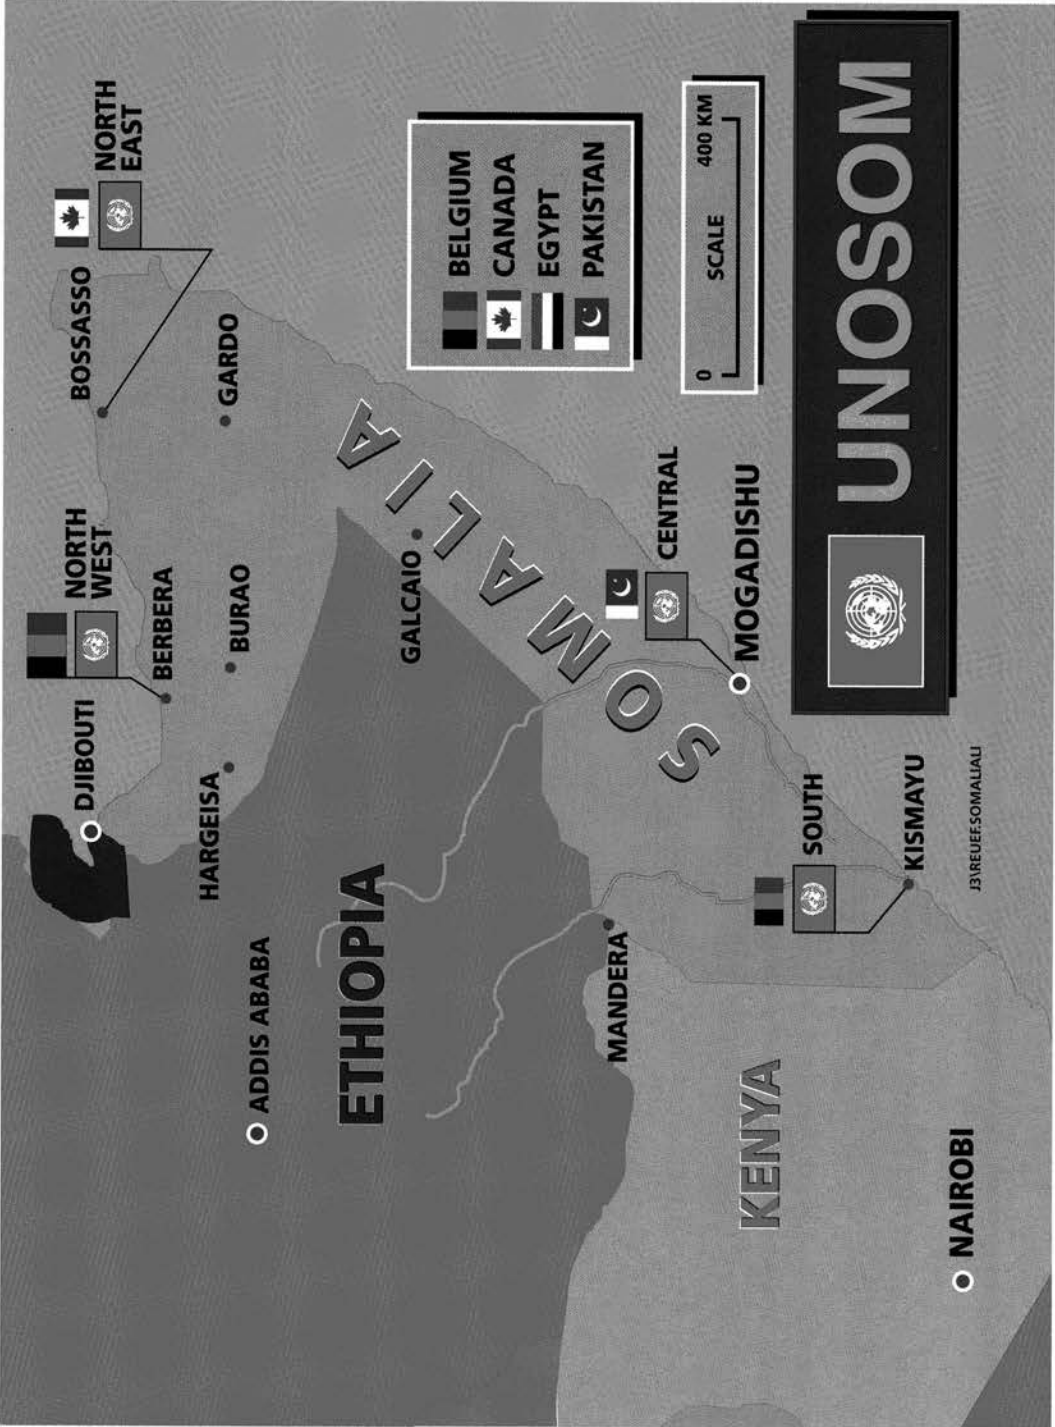 DJIBOUTI
NORTH
WEST
BERBERA
BOSSASSO
NORTH
EAST
HARGEISA
BURAO
GARDO
ADDIS ABABA
ETHIOPIA
GALCAIO
SOMALIA
BELGIUM
CANADA
EGYPT
PAKISTAN
MANDERA
CENTRAL
MOGADISHU
0
400 KM
SCALE
KENYA
SOUTH
KISMAYU
NAIROBI
UNOSOM
J3\REUEF.SOMALIALI